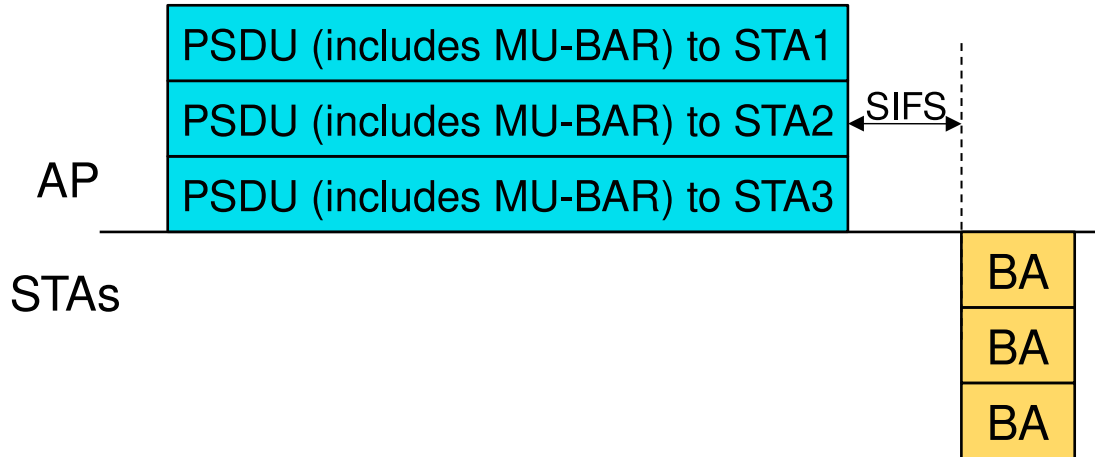 PSDU (includes MU-BAR) to STA1
PSDU (includes MU-BAR) to STA2
SIFS
PSDU (includes MU-BAR) to STA3
AP
STAs
BA
BA
BA